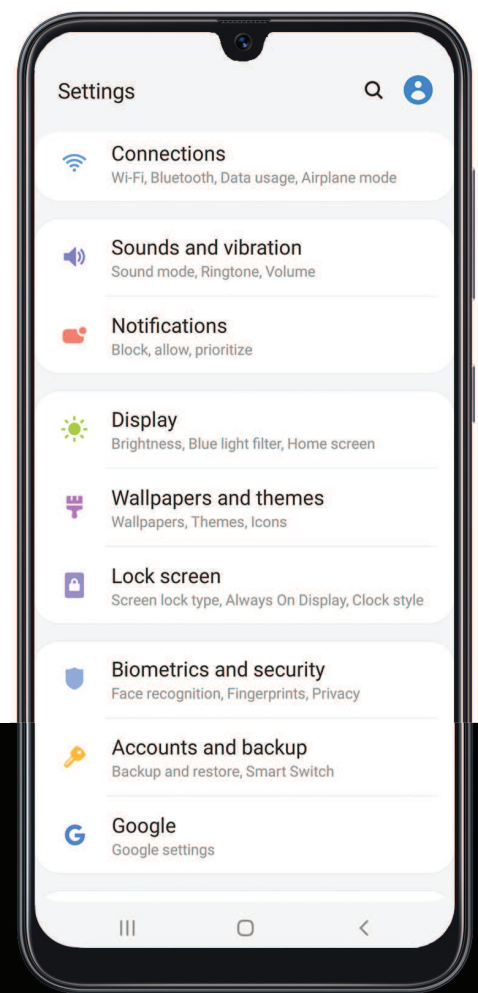 Settings
Connections
Wi-Fi, Bluetooth, Data usage, Airplane mode
Sounds and vibration
Sound mode, Ringtone, Volume
Notifications
Block, allow, prioritize
Display
Brightness, Blue light filter, Home screen
Wallpapers and themes
Wallpapers, Themes, Icons
Lock screen
Screen lock type, Always On Display, Clock style
Biometrics and security
Face recognition, Fingerprints, Privacy
Accounts and backup
Backup and restore, Smart Switch
Google
Google settings